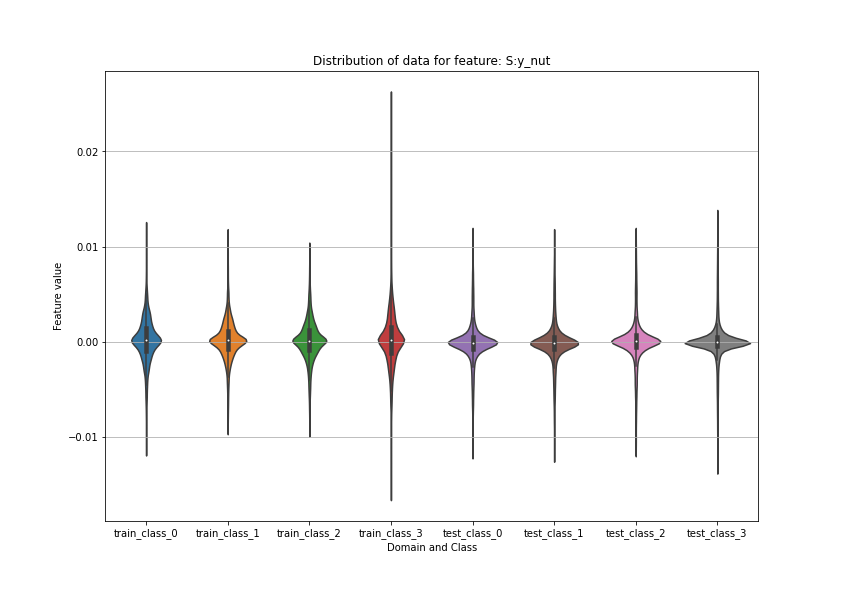 Distribution of data for feature: S:y_nut
Feature value
0.02
0.01
0.00
−0.01
train_class_0 train_class_1 train_class_2 train_class_3 test_class_0 test_class_1 test_class_2 test_class_3
Domain and Class